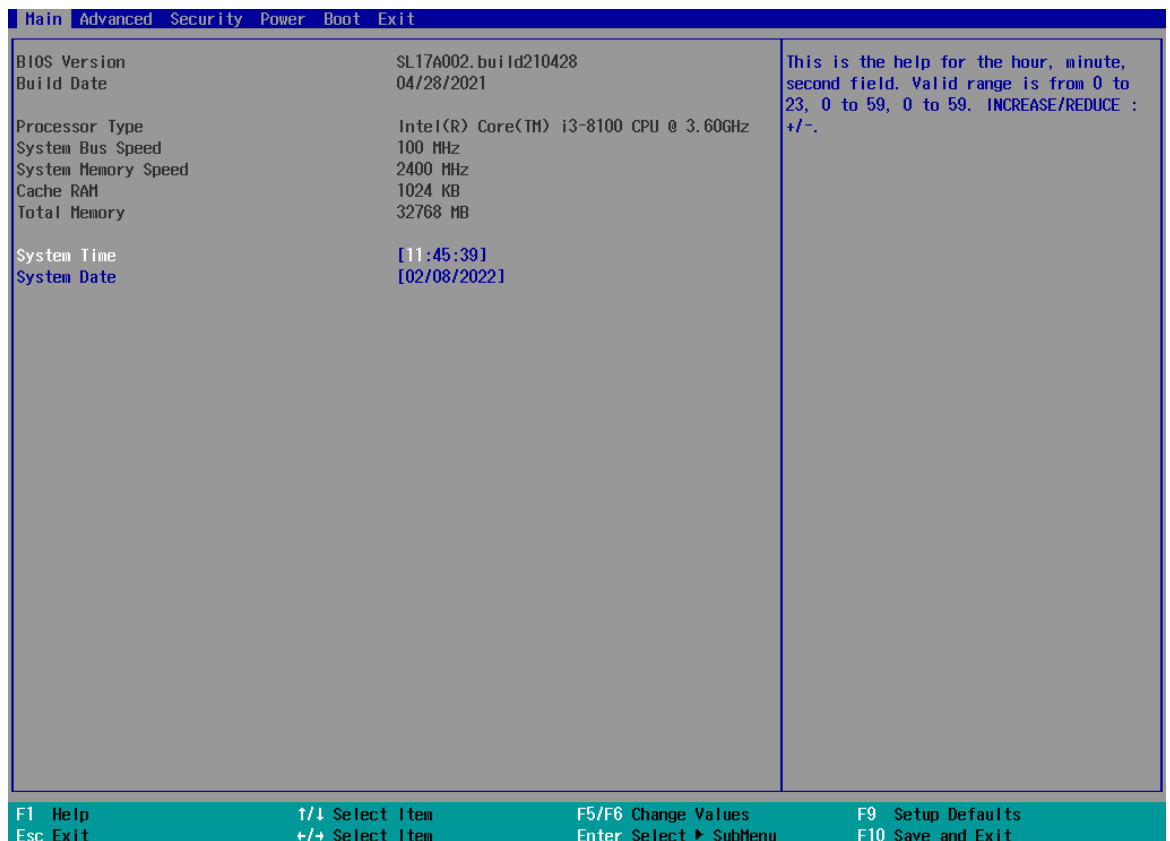 Main Advanced Security Power Boot Exit
BIOS Version SL17A002.build210428
Build Date 04/28/2021
Processor Type Intel(R) Core(TM) i3-8100 CPU @ 3.60GHz
System Bus Speed 100 MHz
System Memory Speed 2400 MHz
Cache RAM 1024 KB
Total Memory 32768 MB
System Time [11:45:39]
System Date [02/08/2022]
This is the help for the hour, minute,
second field. Valid range is from 0 to
23, 0 to 59, 0 to 59. INCREASE/REDUCE :
+/-.
F1 Help ↑/↓ Select Item F5/F6 Change Values F9 Setup Defaults
Esc Exit ←/→ Select Item Enter Select ▶ SubMenu F10 Save and Exit